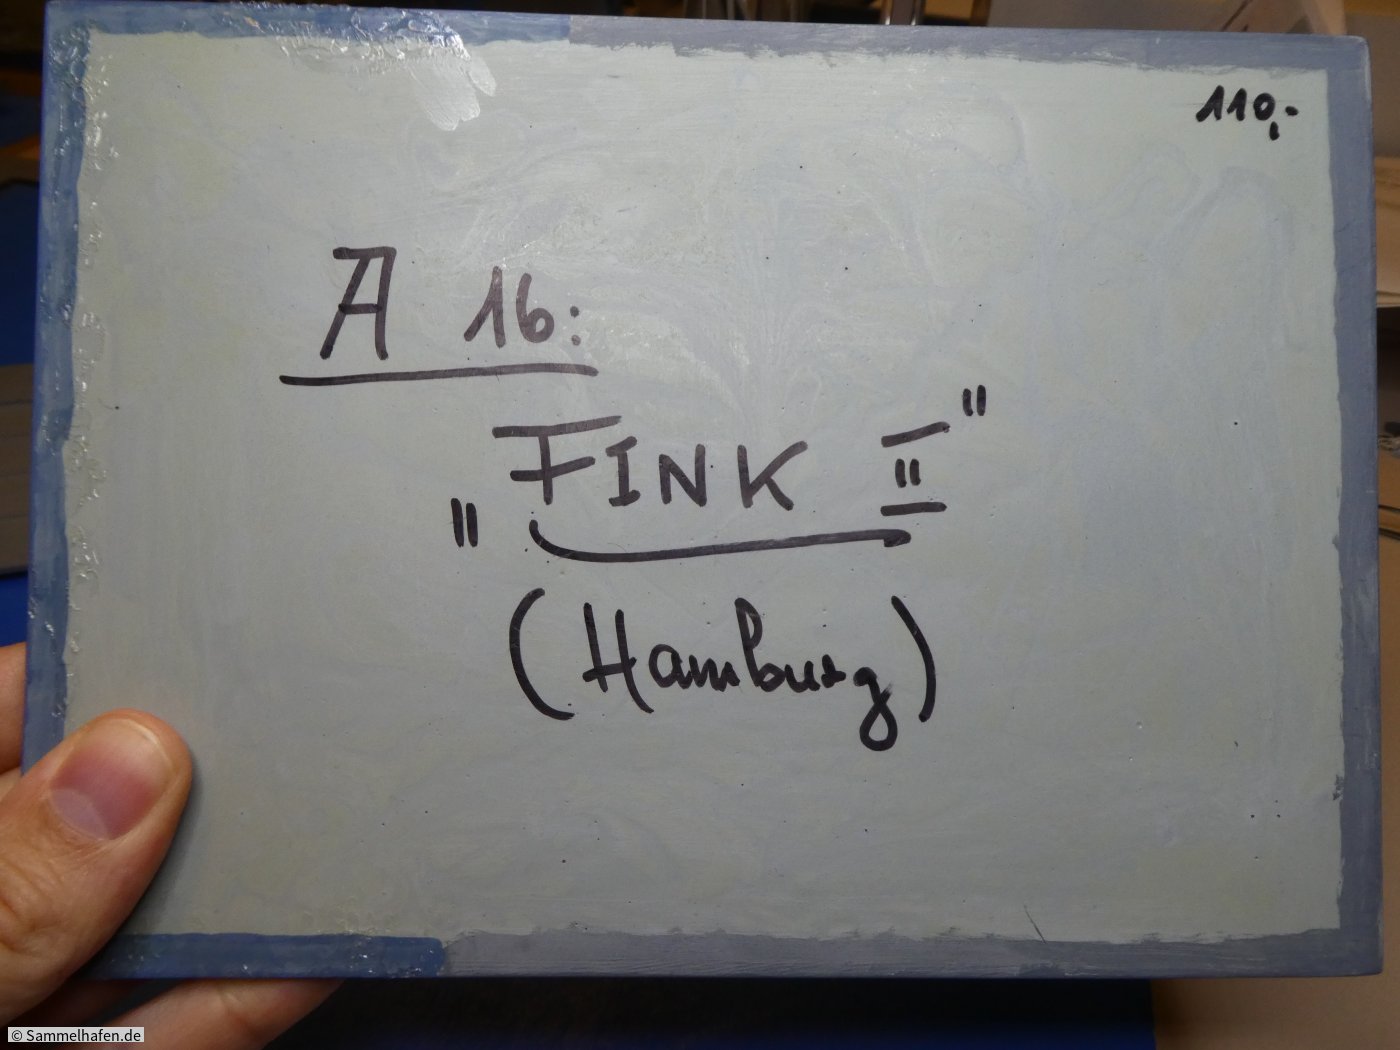 110,-
A 16:
"FINK II"
(Hamburg)
© Sammelhafen.de